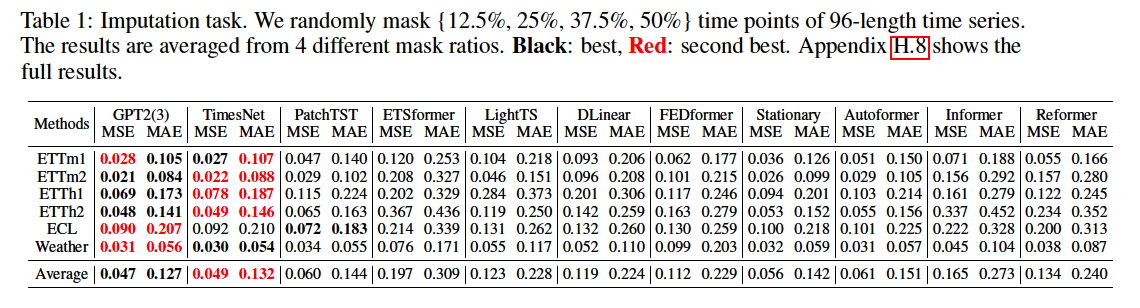 Table 1: Imputation task. We randomly mask {12.5%, 25%, 37.5%, 50%} time points of 96-length time series.
The results are averaged from 4 different mask ratios. Black: best, Red: second best. Appendix H.8 shows the
full results.
Methods GPT2(3) TimesNet PatchTST ETSformer LightTS DLinear FEDformer Stationary Autoformer Informer Reformer
MSE MAE MSE MAE MSE MAE MSE MAE MSE MAE MSE MAE MSE MAE MSE MAE MSE MAE MSE MAE MSE MAE
ETTm1 0.028 0.105 0.027 0.107 0.047 0.140 0.120 0.253 0.104 0.218 0.093 0.206 0.062 0.177 0.036 0.126 0.051 0.150 0.071 0.188 0.055 0.166
ETTm2 0.021 0.084 0.022 0.088 0.029 0.102 0.208 0.327 0.046 0.151 0.096 0.208 0.101 0.215 0.026 0.099 0.029 0.105 0.156 0.292 0.157 0.280
ETTh1 0.069 0.173 0.078 0.187 0.115 0.224 0.202 0.329 0.284 0.373 0.201 0.306 0.117 0.246 0.094 0.201 0.103 0.214 0.161 0.279 0.122 0.245
ETTh2 0.048 0.141 0.049 0.146 0.065 0.163 0.367 0.436 0.119 0.250 0.142 0.259 0.163 0.279 0.053 0.152 0.055 0.156 0.337 0.452 0.234 0.352
ECL 0.090 0.207 0.092 0.210 0.072 0.183 0.214 0.339 0.131 0.262 0.132 0.260 0.130 0.259 0.100 0.218 0.101 0.225 0.222 0.328 0.200 0.313
Weather 0.031 0.056 0.030 0.054 0.034 0.055 0.076 0.171 0.055 0.117 0.052 0.110 0.099 0.203 0.032 0.059 0.031 0.057 0.045 0.104 0.038 0.087
Average 0.047 0.127 0.049 0.132 0.060 0.144 0.197 0.309 0.123 0.228 0.119 0.224 0.112 0.229 0.056 0.142 0.061 0.151 0.165 0.273 0.134 0.240